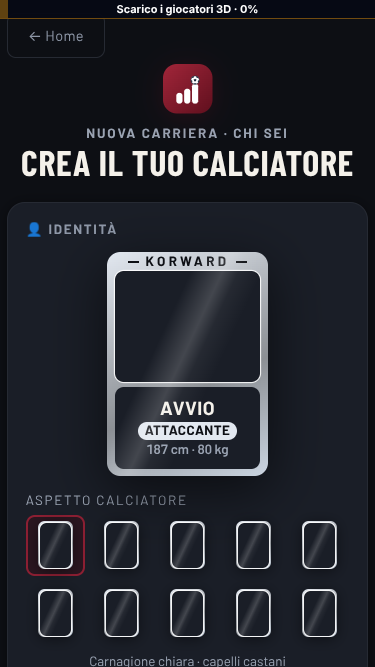 Scarico i giocatori 3D · 0%
← Home
NUOVA CARRIERA · CHI SEI
CREA IL TUO CALCIATORE
👤 IDENTITÀ
— KORWARD —
AVVIO
ATTACCANTE
187 cm · 80 kg
ASPETTO CALCIATORE
Carnagione chiara · capelli castani